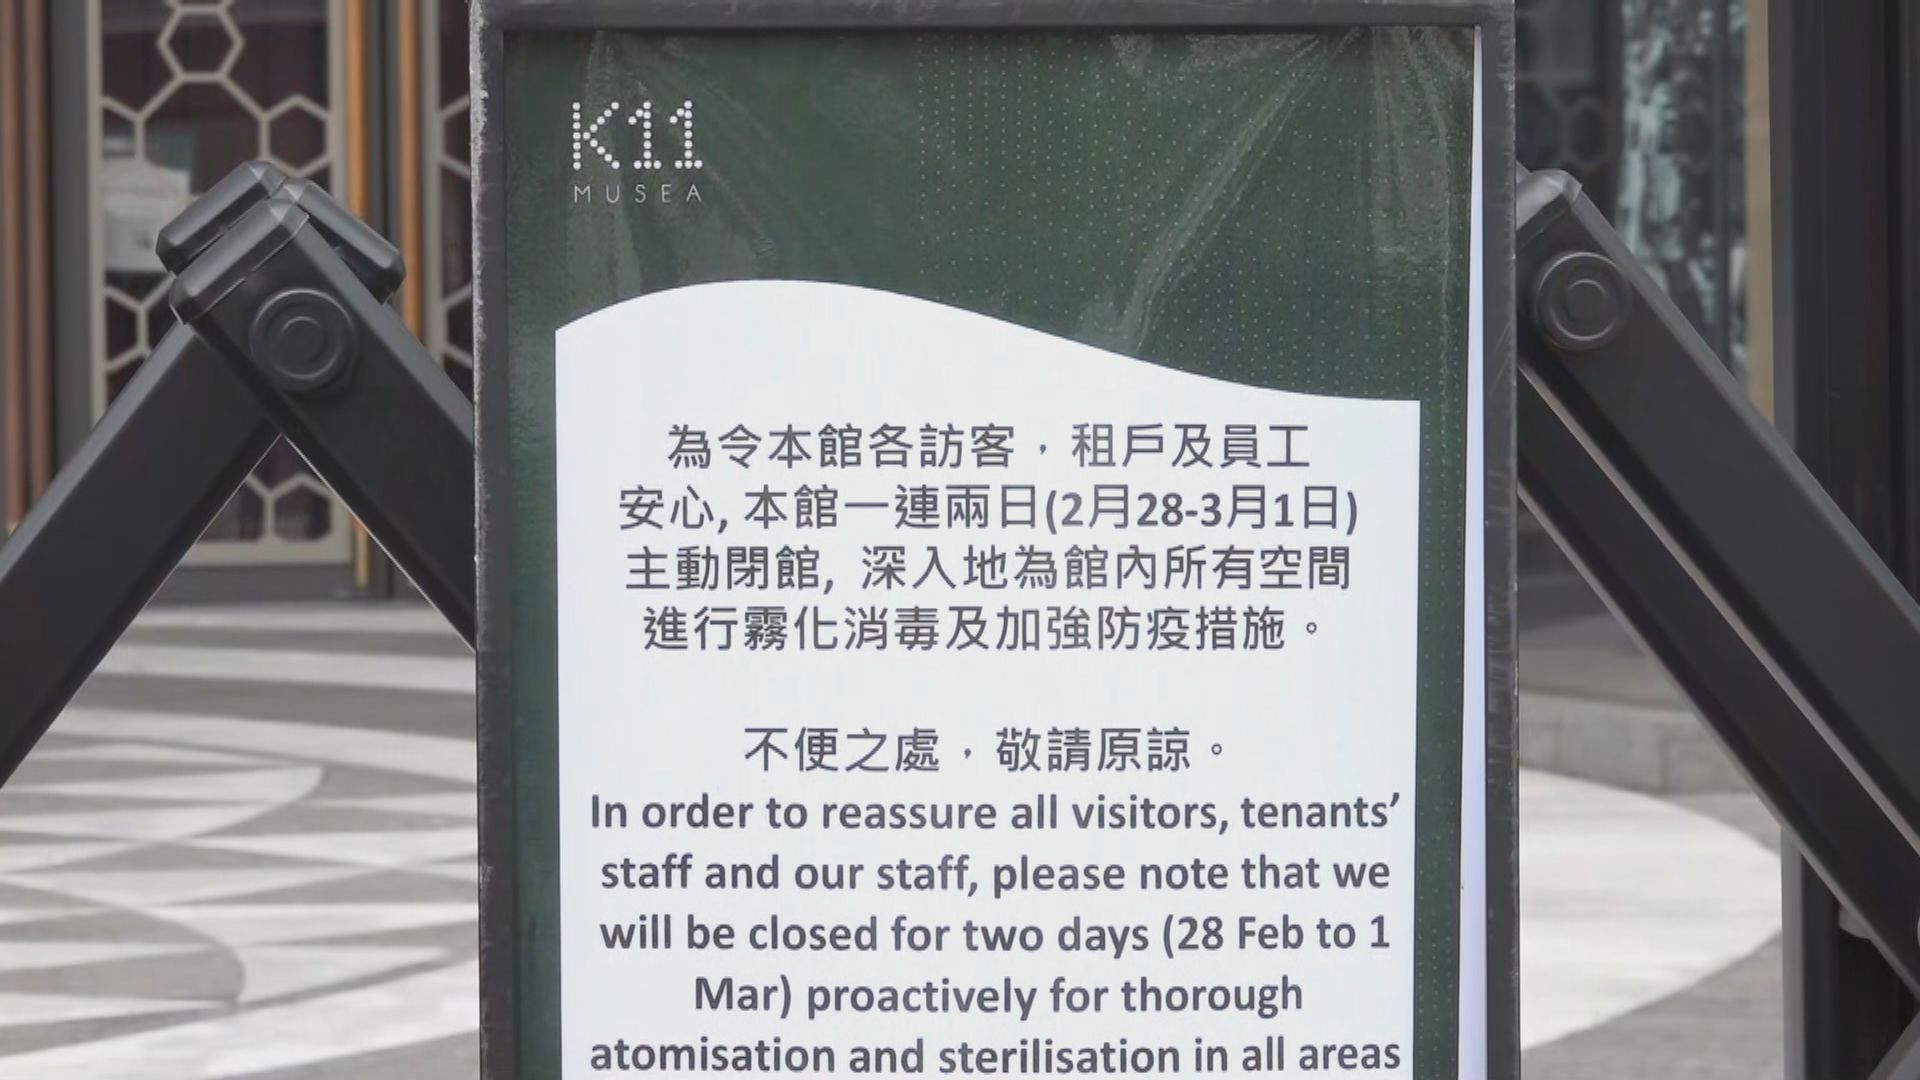 K11
MUSEA
為令本館各訪客，租戶及員工
安心, 本館一連兩日(2月28-3月1日)
主動閉館, 深入地為館內所有空間
進行霧化消毒及加強防疫措施。
不便之處，敬請原諒。
In order to reassure all visitors, tenants’
staff and our staff, please note that we
will be closed for two days (28 Feb to 1
Mar) proactively for thorough
atomisation and sterilisation in all areas